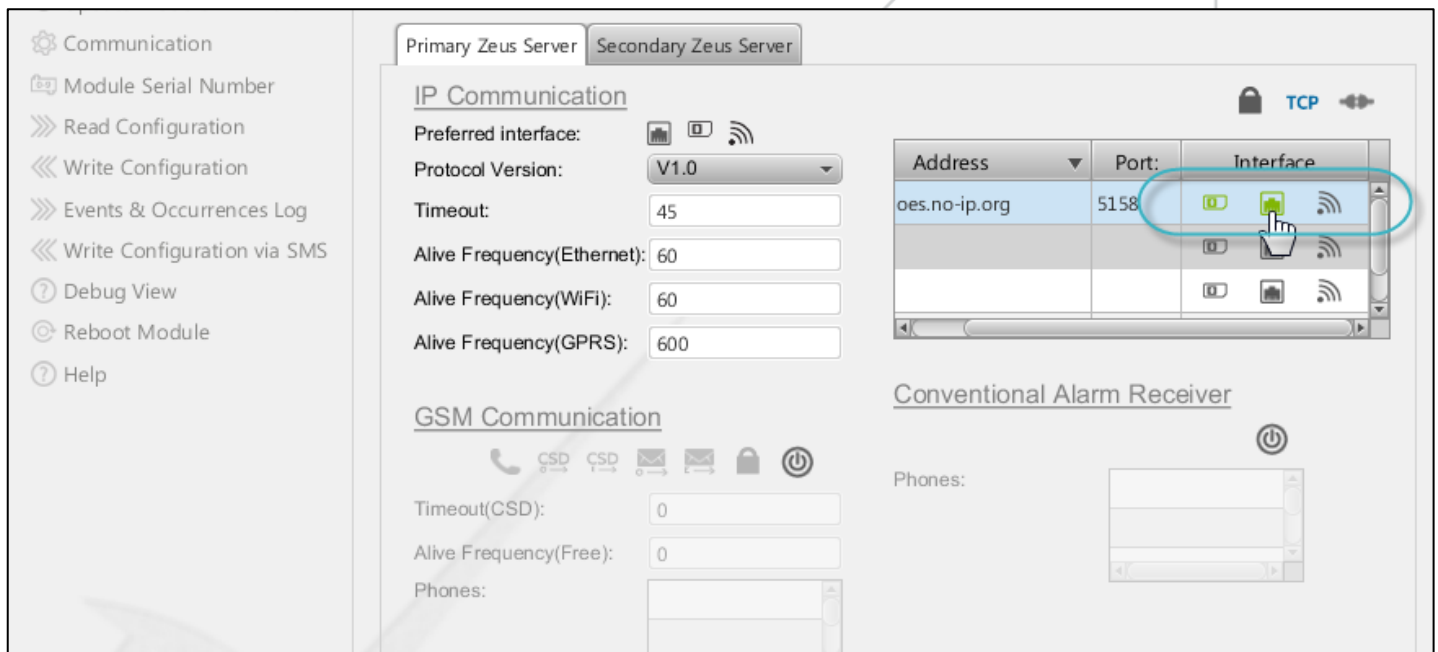 Communication
Module Serial Number
Read Configuration
Write Configuration
Events & Occurrences Log
Write Configuration via SMS
Debug View
Reboot Module
Help
Primary Zeus Server
Secondary Zeus Server
IP Communication
Preferred interface:
Protocol Version: V1.0
Timeout: 45
Alive Frequency(Ethernet): 60
Alive Frequency(WiFi): 60
Alive Frequency(GPRS): 600
GSM Communication
CSD CSD
Timeout(CSD): 0
Alive Frequency(Free): 0
Phones:
TCP
Address Port: Interface
oes.no-ip.org 5158
Conventional Alarm Receiver
Phones: